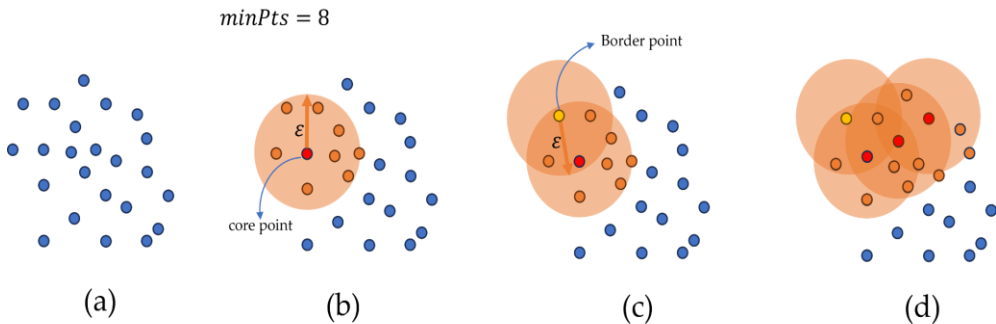 minPts = 8
Border point
ε
ε
core point
(a)
(b)
(c)
(d)